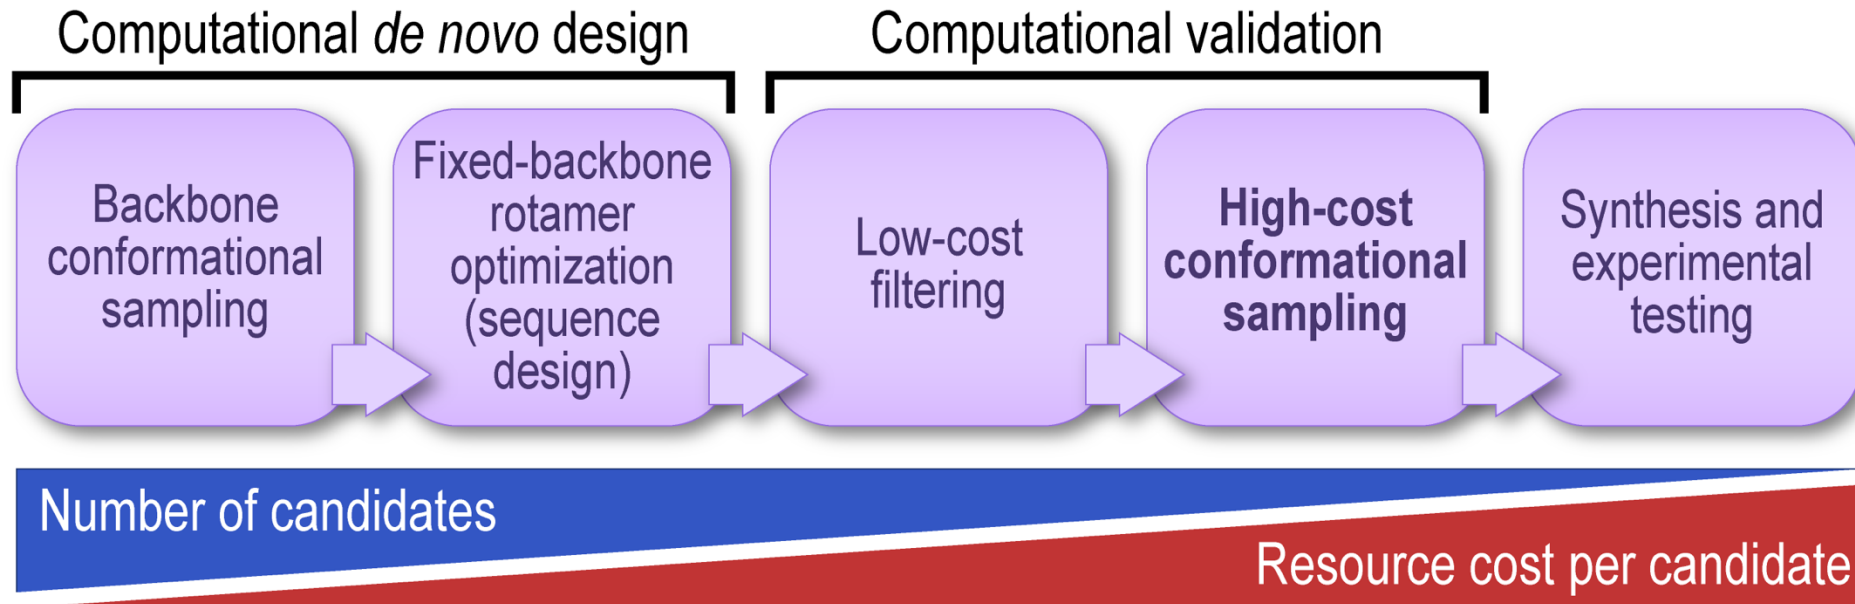 Computational de novo design
Computational validation
Backbone
conformational
sampling
Fixed-backbone
rotamer
optimization
(sequence
design)
Low-cost
filtering
High-cost
conformational
sampling
Synthesis and
experimental
testing
Number of candidates
Resource cost per candidate